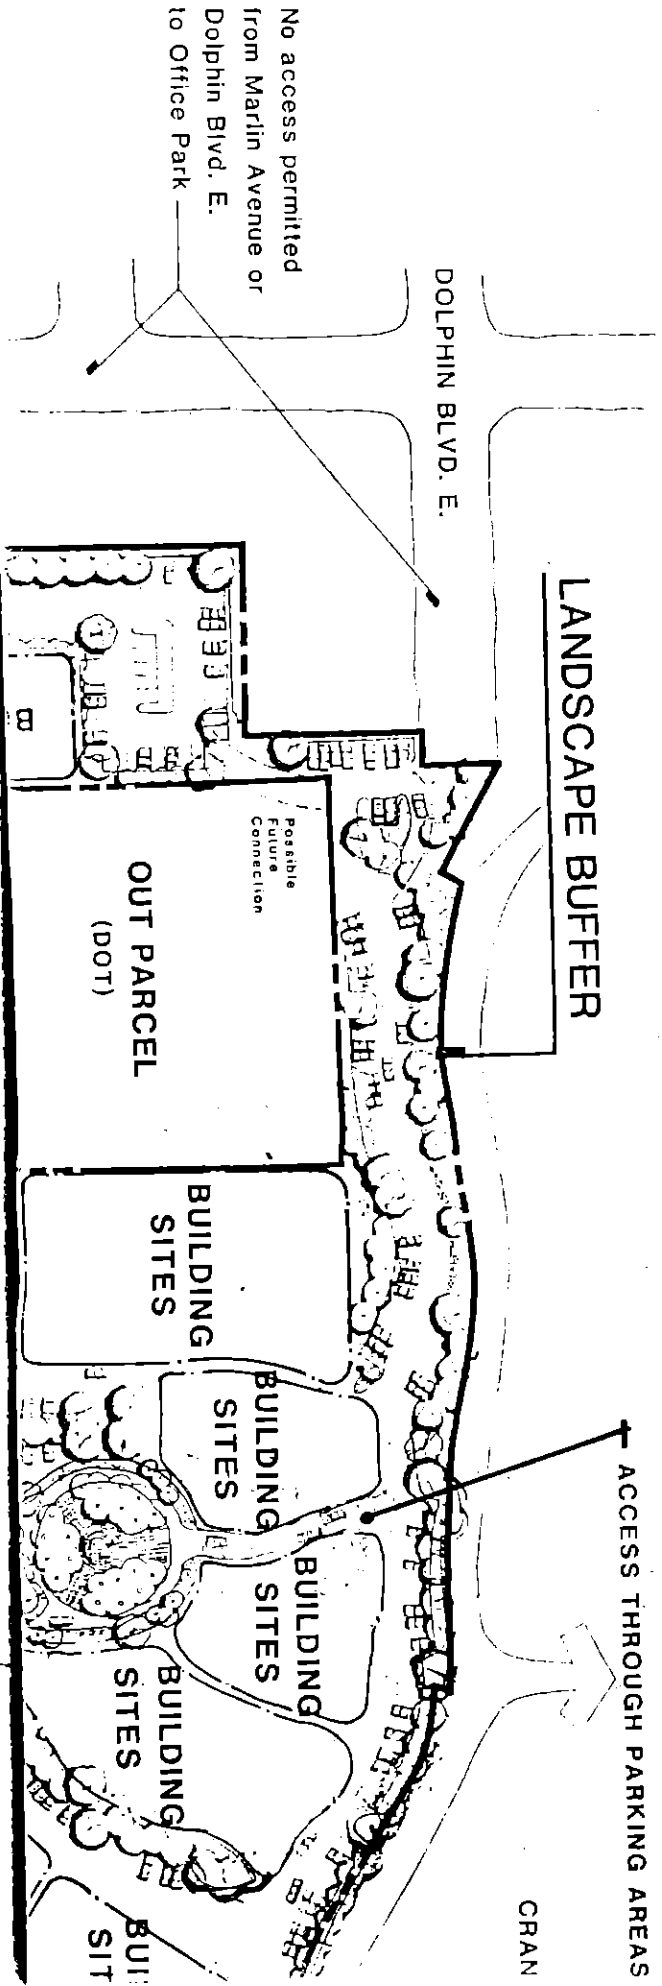 No access permitted
from Marlin Avenue or
Dolphin Blvd. E.
to Office Park
DOLPHIN BLVD. E.
LANDSCAPE BUFFER
Possible
Future
Connection
OUT PARCEL
(DOT)
BUILDING
SITES
BUILDING
SITES
BUILDING
SITES
BUILDING
SITES
BUI
SIT
ACCESS THROUGH PARKING AREAS
CRAN
B